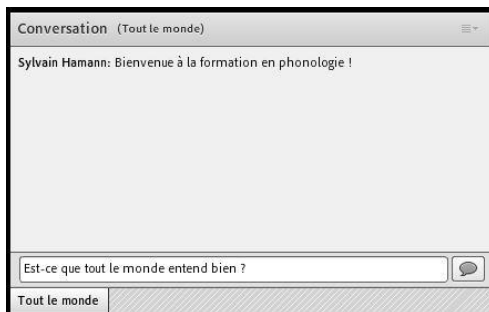 Conversation (Tout le monde)
Sylvain Hamann: Bienvenue à la formation en phonologie !
Est-ce que tout le monde entend bien ?
Tout le monde